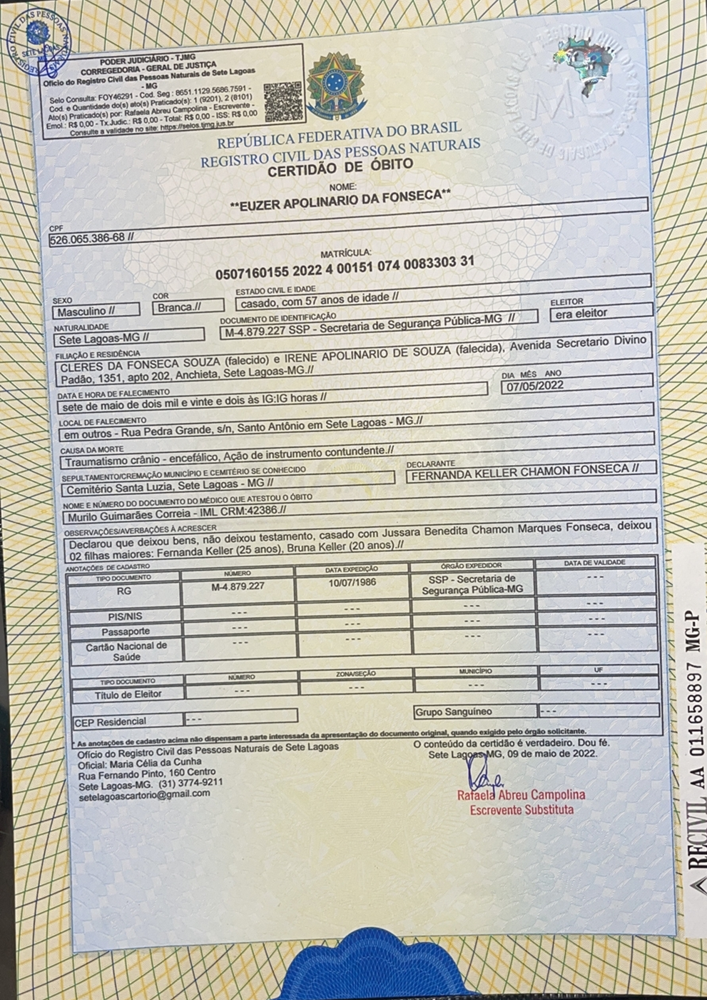 REGISTRO CIVIL DAS PESSOAS NATURAIS
SETE LAGOAS
PODER JUDICIÁRIO - TJMG
CORREGEDORIA - GERAL DE JUSTIÇA
Ofício do Registro Civil das Pessoas Naturais de Sete Lagoas
- MG
Selo Consulta: FOY46291 - Cod. Seg : 8651.1129.5686.7591 -
Cod. e Quantidade do(s) ato(s) Praticado(s): 1 (9201), 2 (8101)
Ato(s) Praticado(s) por: Rafaela Abreu Campolina - Escrevente -
Emol.: R$ 0,00 - Tx.Judic.: R$ 0,00 - Total: R$ 0,00 - ISS: R$ 0,00
Consulte a validade no site: https://selos.tjmg.jus.br
REPÚBLICA FEDERATIVA DO BRASIL
REGISTRO CIVIL DAS PESSOAS NATURAIS
CERTIDÃO DE ÓBITO
NOME:
**EUZER APOLINARIO DA FONSECA**
CPF
526.065.386-68 //
MATRÍCULA:
0507160155 2022 4 00151 074 0083303 31
SEXO COR ESTADO CIVIL E IDADE
Masculino // Branca.// casado, com 57 anos de idade //
NATURALIDADE DOCUMENTO DE IDENTIFICAÇÃO ELEITOR
Sete Lagoas-MG // M-4.879.227 SSP - Secretaria de Segurança Pública-MG // era eleitor
FILIAÇÃO E RESIDÊNCIA
CLERES DA FONSECA SOUZA (falecido) e IRENE APOLINARIO DE SOUZA (falecida), Avenida Secretario Divino
Padão, 1351, apto 202, Anchieta, Sete Lagoas-MG.//
DATA E HORA DE FALECIMENTO DIA MÊS ANO
sete de maio de dois mil e vinte e dois às IG:IG horas // 07/05/2022
LOCAL DE FALECIMENTO
em outros - Rua Pedra Grande, s/n, Santo Antônio em Sete Lagoas - MG.//
CAUSA DA MORTE
Traumatismo crânio - encefálico, Ação de instrumento contundente.//
SEPULTAMENTO/CREMAÇÃO MUNICÍPIO E CEMITÉRIO SE CONHECIDO DECLARANTE
Cemitério Santa Luzia, Sete Lagoas - MG // FERNANDA KELLER CHAMON FONSECA //
NOME E NÚMERO DO DOCUMENTO DO MÉDICO QUE ATESTOU O ÓBITO
Murilo Guimarães Correia - IML CRM:42386.//
OBSERVAÇÕES/AVERBAÇÕES À ACRESCER
Declarou que deixou bens, não deixou testamento, casado com Jussara Benedita Chamon Marques Fonseca, deixou
02 filhas maiores: Fernanda Keller (25 anos), Bruna Keller (20 anos).//
ANOTAÇÕES DE CADASTRO
TIPO DOCUMENTO NÚMERO DATA EXPEDIÇÃO ÓRGÃO EXPEDIDOR DATA DE VALIDADE
RG M-4.879.227 10/07/1986 SSP - Secretaria de Segurança Pública-MG ---
PIS/NIS --- --- --- ---
Passaporte --- --- --- ---
Cartão Nacional de Saúde --- --- --- ---
TIPO DOCUMENTO NÚMERO ZONA/SEÇÃO MUNICÍPIO UF
Título de Eleitor --- --- --- ---
CEP Residencial --- Grupo Sanguíneo ---
* As anotações de cadastro acima não dispensam a parte interessada da apresentação do documento original, quando exigido pelo órgão solicitante.
Ofício do Registro Civil das Pessoas Naturais de Sete Lagoas
Oficial: Maria Célia da Cunha
Rua Fernando Pinto, 160 Centro
Sete Lagoas-MG. (31) 3774-9211
setelagoascartorio@gmail.com
O conteúdo da certidão é verdadeiro. Dou fé.
Sete Lagoas-MG, 09 de maio de 2022.
Rafaela Abreu Campolina
Escrevente Substituta
RECIVIL AA 011658897 MG-P